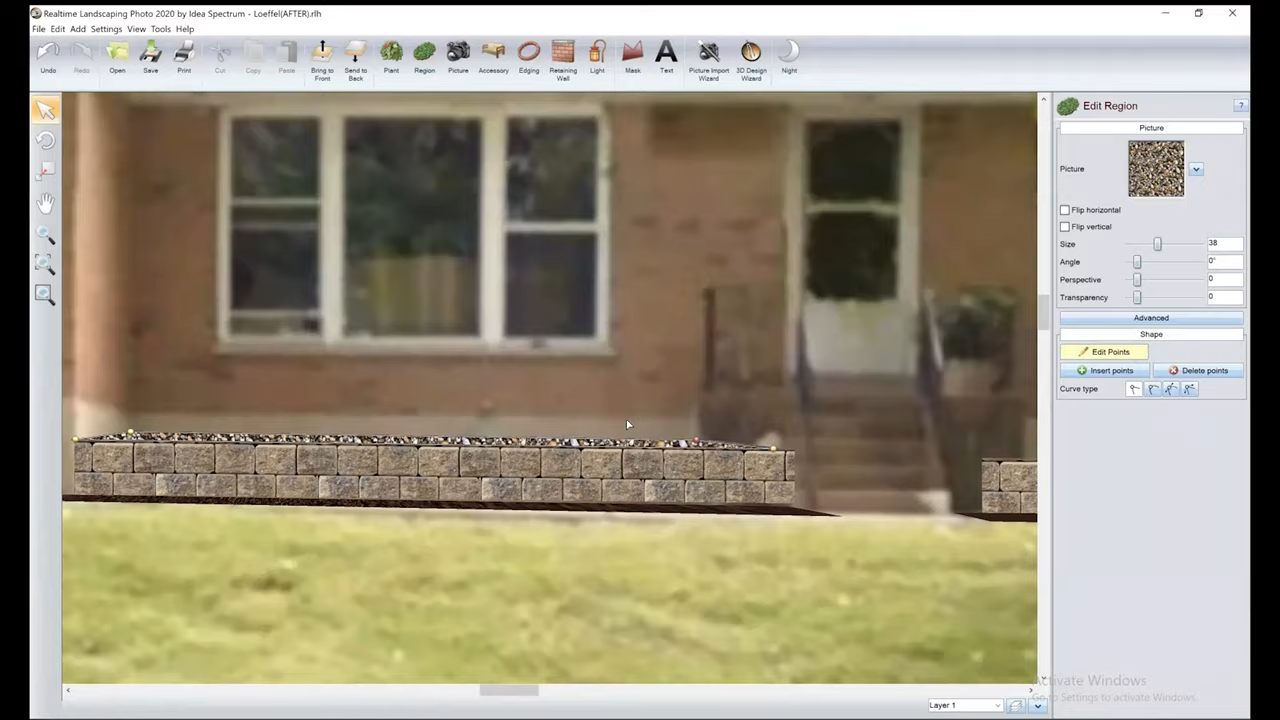 Realtime Landscaping Photo 2020 by Idea Spectrum - Loeffel(AFTER).rlh
File Edit Add Settings View Tools Help
Undo Redo Open Save Print Cut Copy Paste Bring to Front Send to Back Plant Region Picture Accessory Edging Retaining Wall Light Mask Text Picture Import Wizard 3D Design Wizard Night
Edit Region ?
Picture
Picture
Flip horizontal
Flip vertical
Size 38
Angle 0°
Perspective 0
Transparency 0
Advanced
Shape
Edit Points
Insert points Delete points
Curve type
Activate Windows
Go to Settings to activate Windows.
Layer 1